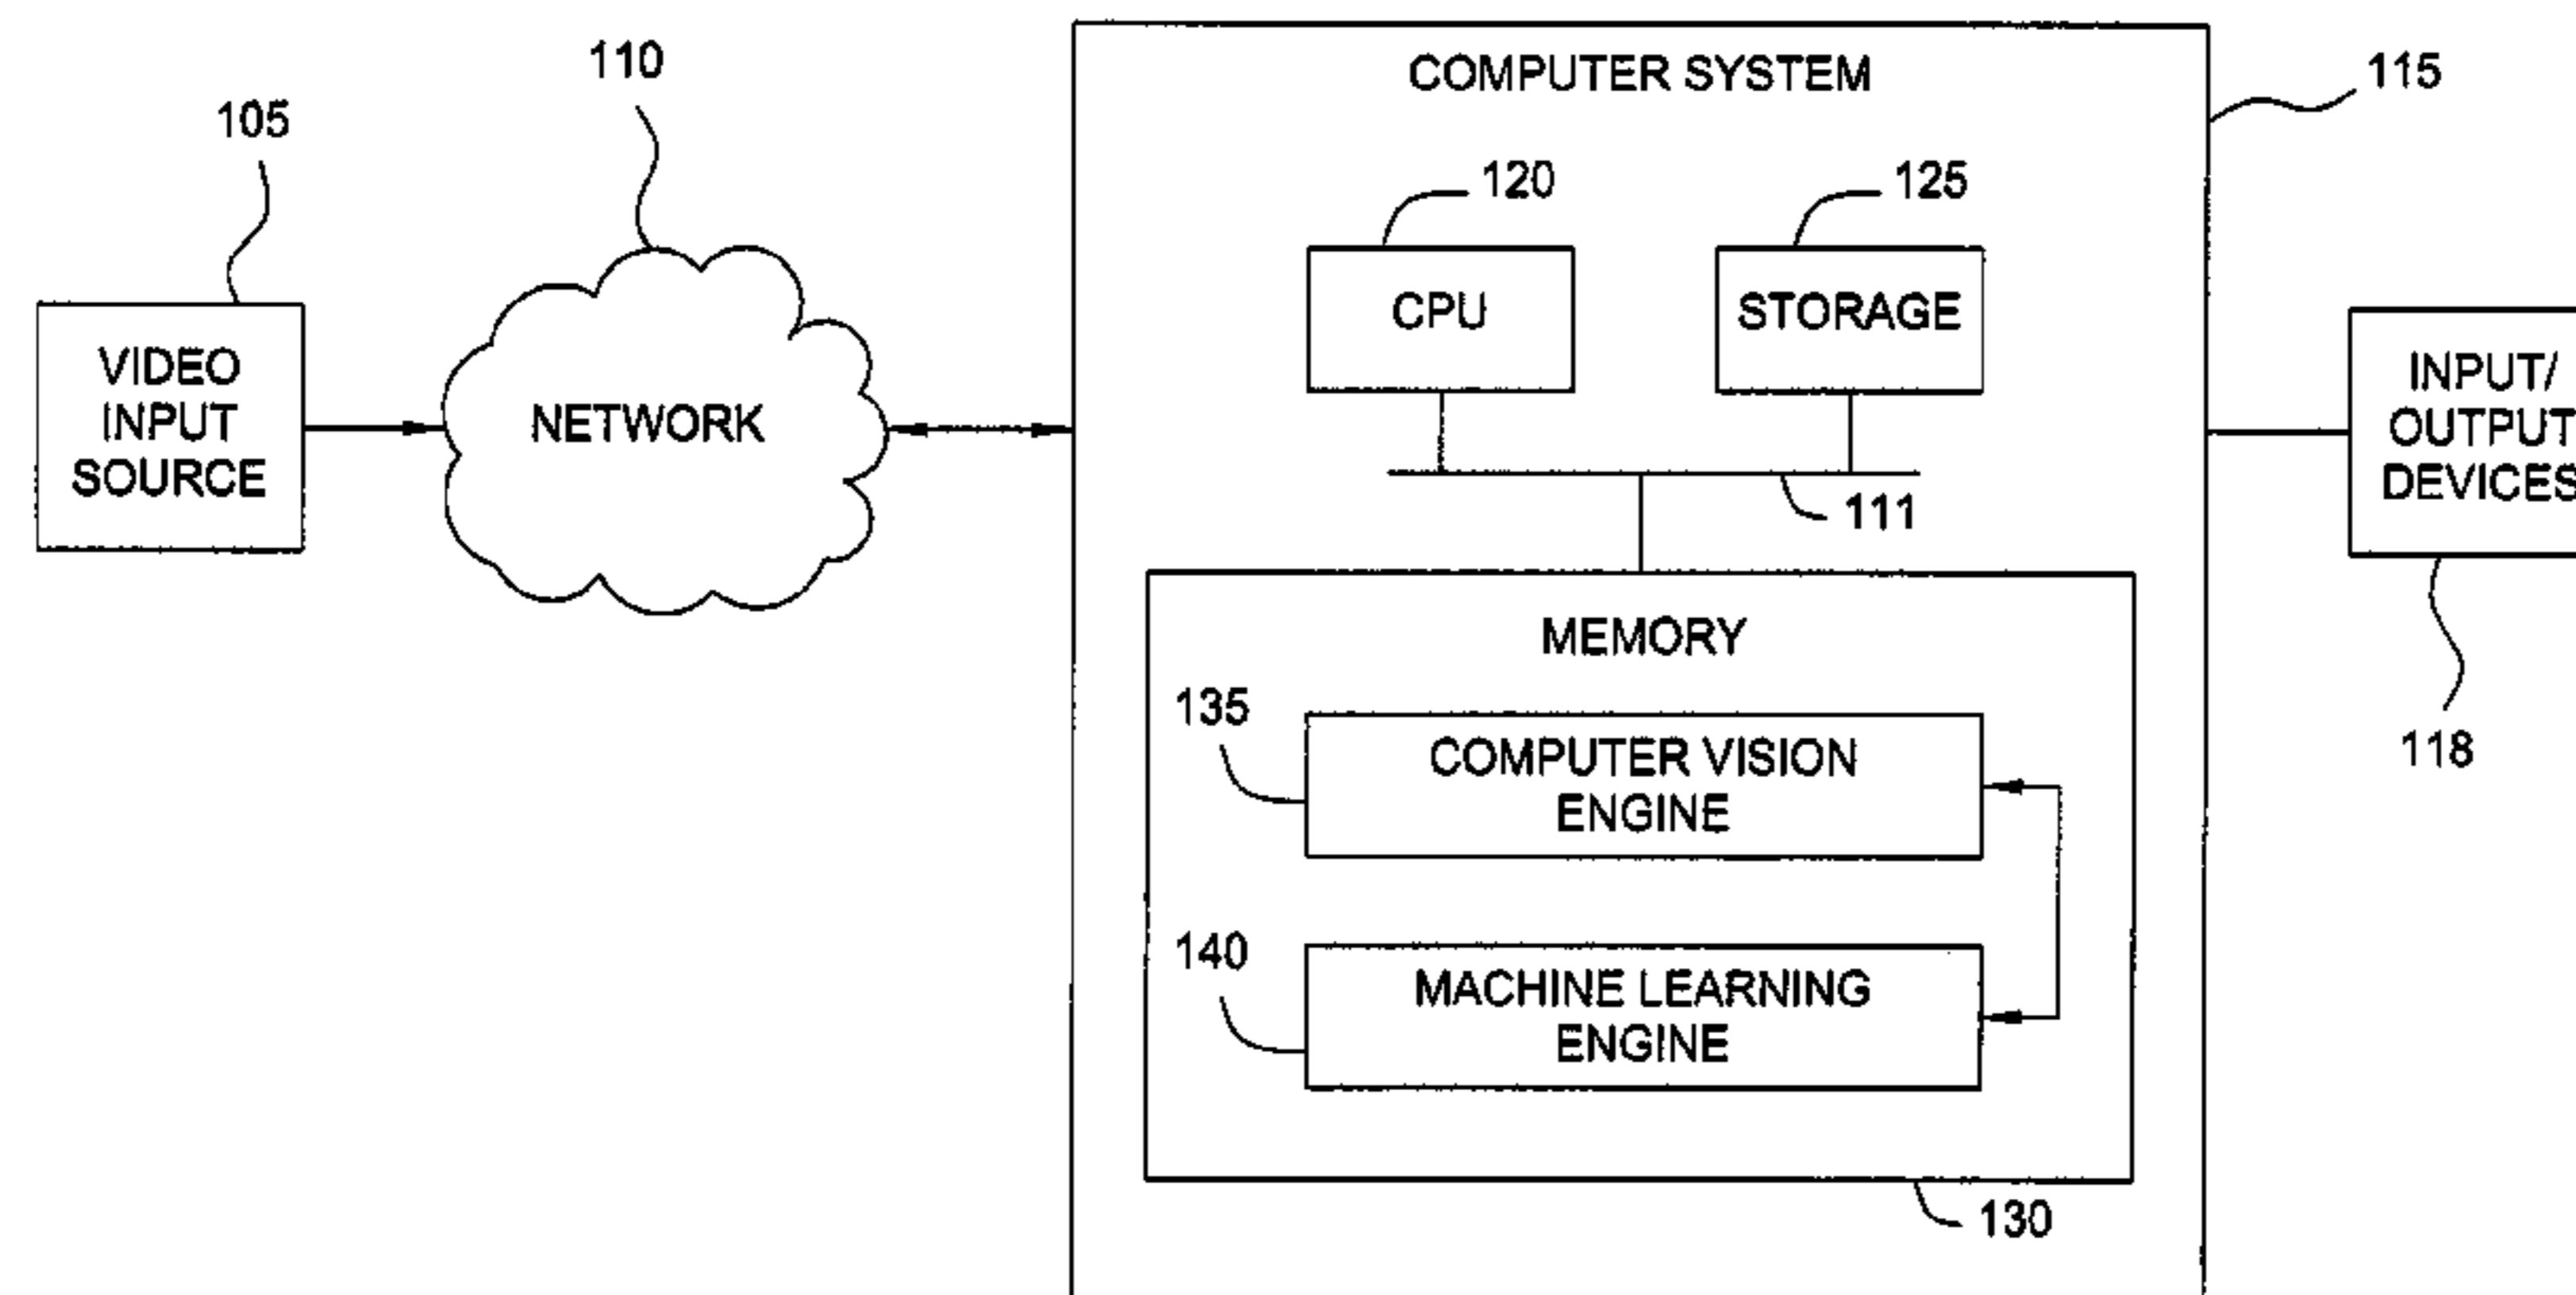 110
COMPUTER SYSTEM
115
105
120
125
CPU
STORAGE
VIDEO
INPUT
SOURCE
NETWORK
INPUT/
OUTPUT
DEVICES
111
MEMORY
135
COMPUTER VISION
ENGINE
118
140
MACHINE LEARNING
ENGINE
130